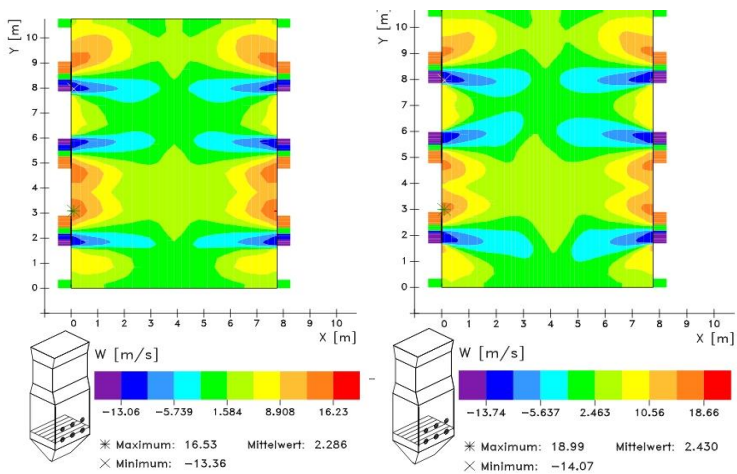 Y [m]
10
9
8
7
6
5
4
3
2
1
0
0 1 2 3 4 5 6 7 8 9 10
X [m]
W [m/s]
-13.06 -5.739 1.584 8.908 16.23
Maximum: 16.53 Mittelwert: 2.286
Minimum: -13.36
Y [m]
10
9
8
7
6
5
4
3
2
1
0
0 1 2 3 4 5 6 7 8 9 10
X [m]
W [m/s]
-13.74 -5.637 2.463 10.56 18.66
Maximum: 18.99 Mittelwert: 2.430
Minimum: -14.07